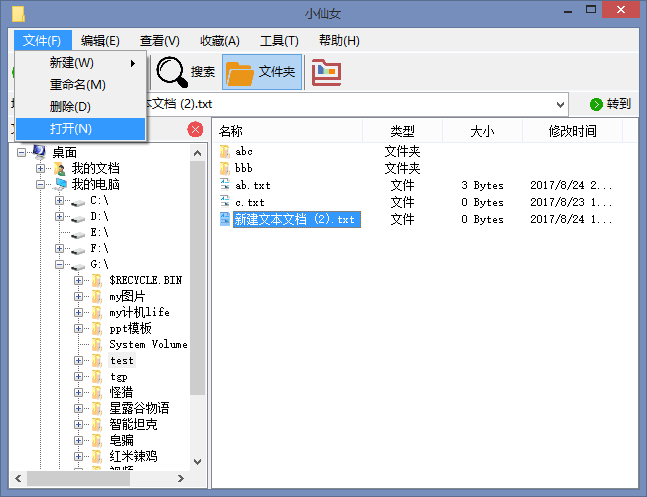 小仙女
文件(F) 编辑(E) 查看(V) 收藏(A) 工具(T) 帮助(H)
新建(W)
重命名(M)
删除(D)
打开(N)
搜索 文件夹
文档 (2).txt 转到
桌面
我的文档
我的电脑
C:\
D:\
E:\
F:\
G:\
$RECYCLE.BIN
my图片
my计机life
ppt模板
System Volume
test
tgp
怪猎
星露谷物语
智能坦克
皂骗
红米辣鸡
名称 类型 大小 修改时间
abc 文件夹
bbb 文件夹
ab.txt 文件 3 Bytes 2017/8/24 2...
c.txt 文件 0 Bytes 2017/8/23 1...
新建文本文档 (2).txt 文件 0 Bytes 2017/8/24 1...